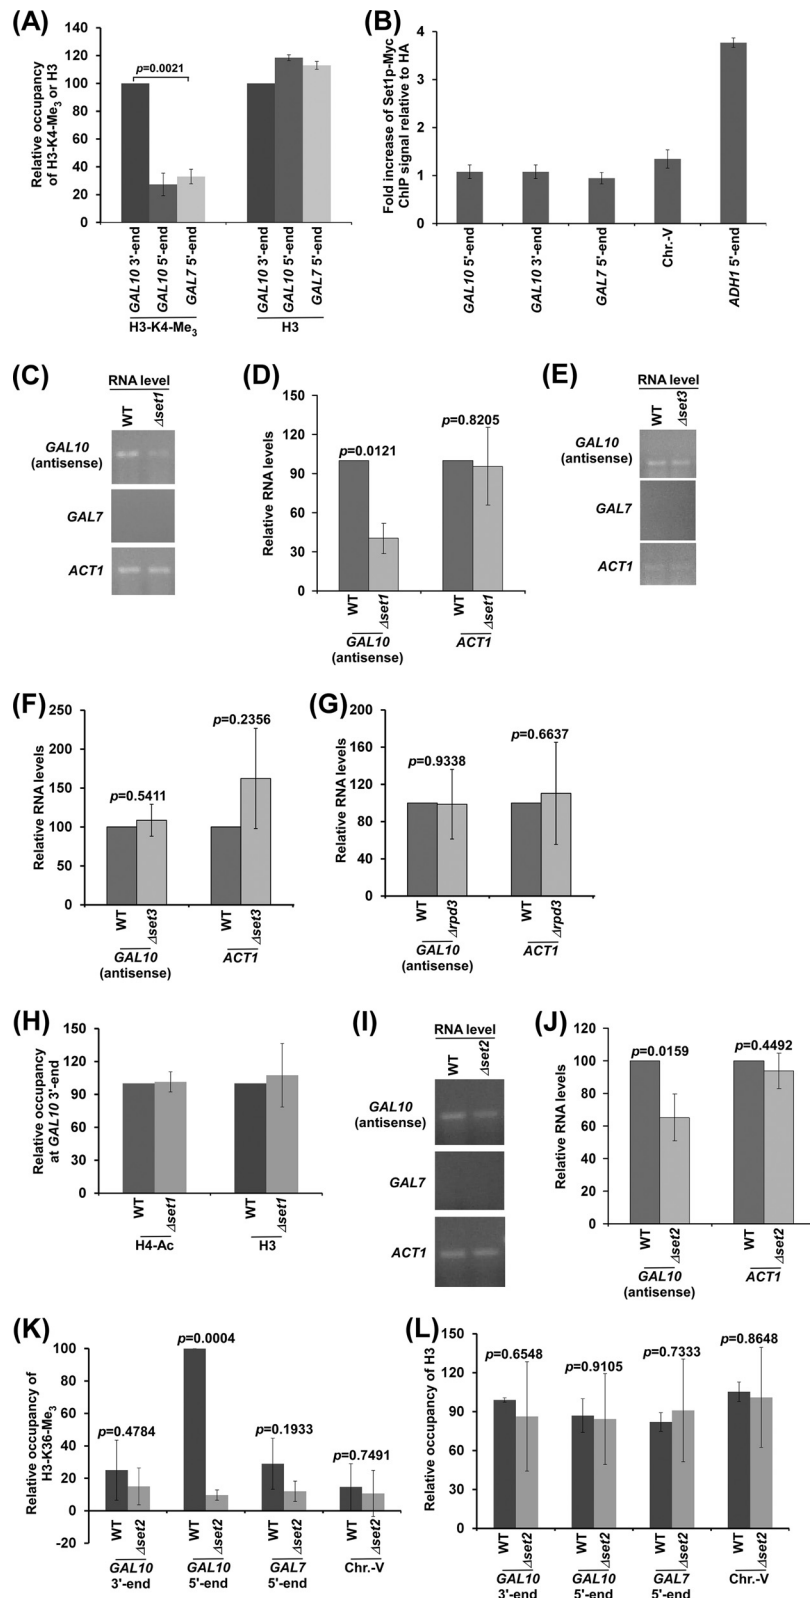 (A)
Relative occupancy
of H3-K4-Me3 or H3
140
120
100
80
60
40
20
0
p=0.0021
GAL10 3'-end
GAL10 5'-end
GAL7 5'-end
GAL10 3'-end
GAL10 5'-end
GAL7 5'-end
H3-K4-Me3
H3
(B)
Fold increase of Set1p-Myc
ChIP signal relative to HA
4
3
2
1
0
GAL10 5'-end
GAL10 3'-end
GAL7 5'-end
Chr.-V
ADH1 5'-end
(C)
RNA level
WT
Δset1
GAL10
(antisense)
GAL7
ACT1
(D)
Relative RNA levels
150
120
90
60
30
0
p=0.0121
p=0.8205
WT
Δset1
WT
Δset1
GAL10
(antisense)
ACT1
(E)
RNA level
WT
Δset3
GAL10
(antisense)
GAL7
ACT1
(F)
Relative RNA levels
250
200
150
100
50
0
p=0.5411
p=0.2356
WT
Δset3
WT
Δset3
GAL10
(antisense)
ACT1
(G)
Relative RNA levels
200
160
120
80
40
0
p=0.9338
p=0.6637
WT
Δrpd3
WT
Δrpd3
GAL10
(antisense)
ACT1
(H)
Relative occupancy
at GAL10 3'-end
150
120
90
60
30
0
WT
Δset1
WT
Δset1
H4-Ac
H3
(I)
RNA level
WT
Δset2
GAL10
(antisense)
GAL7
ACT1
(J)
Relative RNA levels
120
100
80
60
40
20
0
p=0.0159
p=0.4492
WT
Δset2
WT
Δset2
GAL10
(antisense)
ACT1
(K)
Relative occupancy of
H3-K36-Me3
100
80
60
40
20
0
-20
p=0.4784
p=0.0004
p=0.1933
p=0.7491
WT
Δset2
WT
Δset2
WT
Δset2
WT
Δset2
GAL10
3'-end
GAL10
5'-end
GAL7
5'-end
Chr.-V
(L)
Relative occupancy of H3
150
120
90
60
30
0
p=0.6548
p=0.9105
p=0.7333
p=0.8648
WT
Δset2
WT
Δset2
WT
Δset2
WT
Δset2
GAL10
3'-end
GAL10
5'-end
GAL7
5'-end
Chr.-V